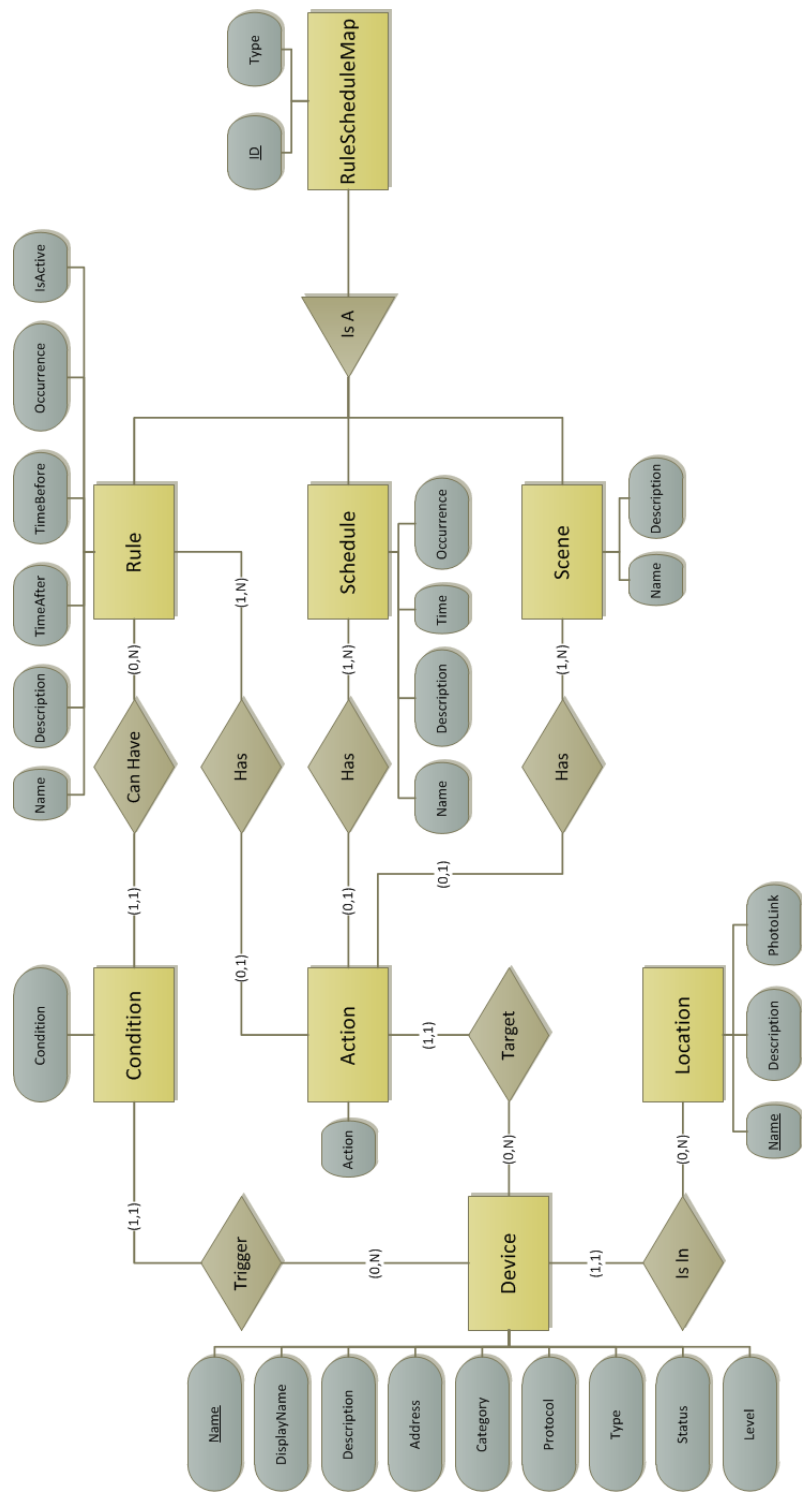 Name
Description
TimeAfter
TimeBefore
Occurrence
IsActive
ID
Type
Condition
Condition
(1,1)
Can Have
(0,N)
Rule
RuleScheduleMap
(1,1)
Trigger
(0,N)
(0,1)
Has
(1,N)
Is A
Action
Action
(0,1)
Has
(1,N)
Schedule
Name
Description
Time
Occurrence
(0,1)
Has
(1,N)
Scene
Name
Description
(1,1)
Target
(0,N)
Device
(1,1)
Is In
(0,N)
Location
Name
Description
PhotoLink
Name
DisplayName
Description
Address
Category
Protocol
Type
Status
Level